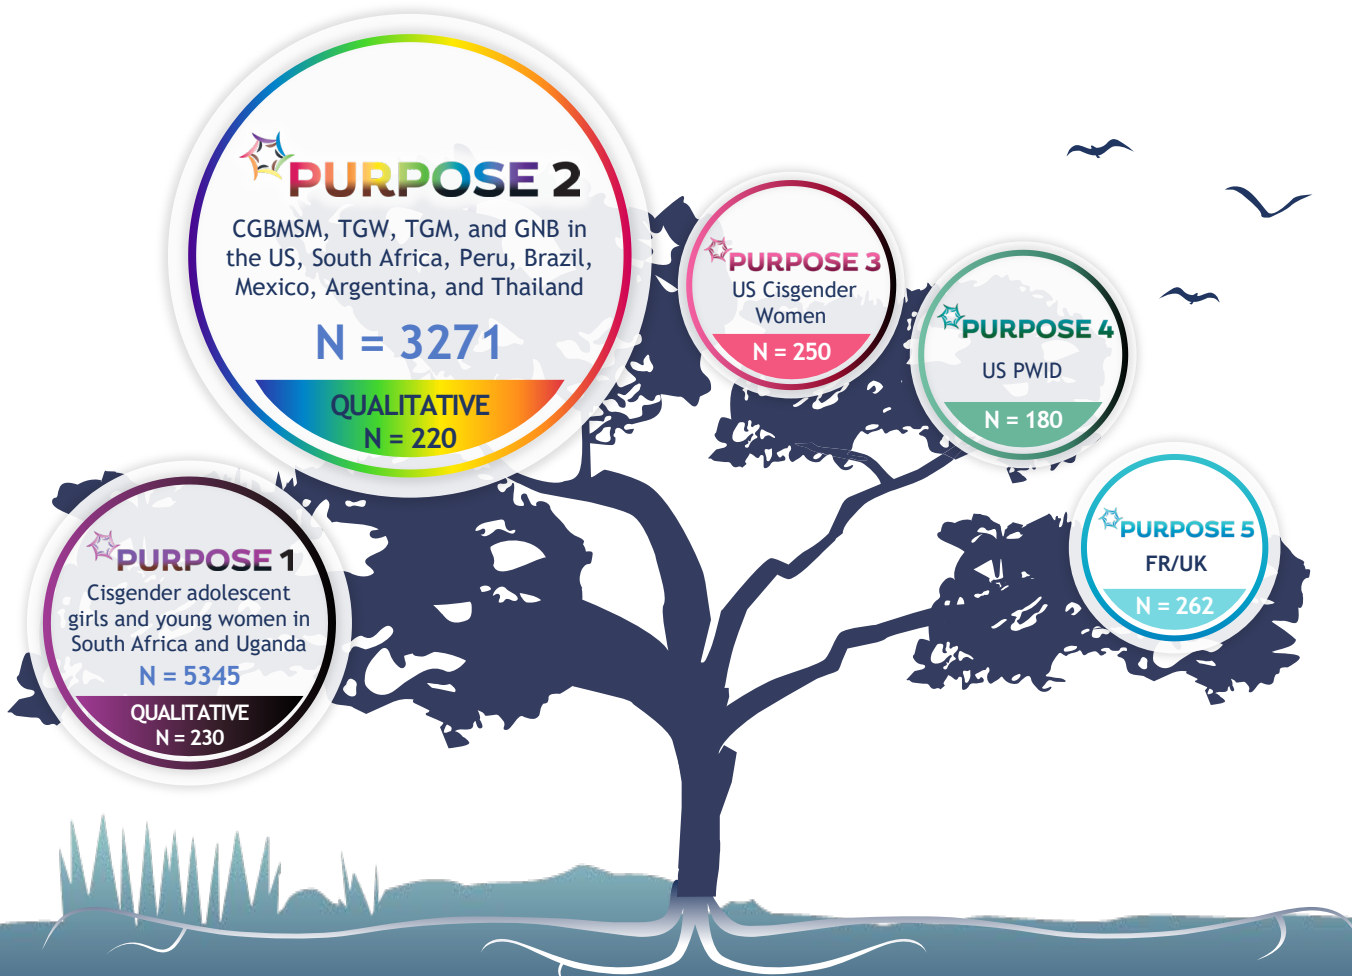 PURPOSE 2
CGBMSM, TGW, TGM, and GNB in
the US, South Africa, Peru, Brazil,
Mexico, Argentina, and Thailand
N = 3271
QUALITATIVE
N = 220
PURPOSE 3
US Cisgender
Women
N = 250
PURPOSE 4
US PWID
N = 180
PURPOSE 5
FR/UK
N = 262
PURPOSE 1
Cisgender adolescent
girls and young women in
South Africa and Uganda
N = 5345
QUALITATIVE
N = 230